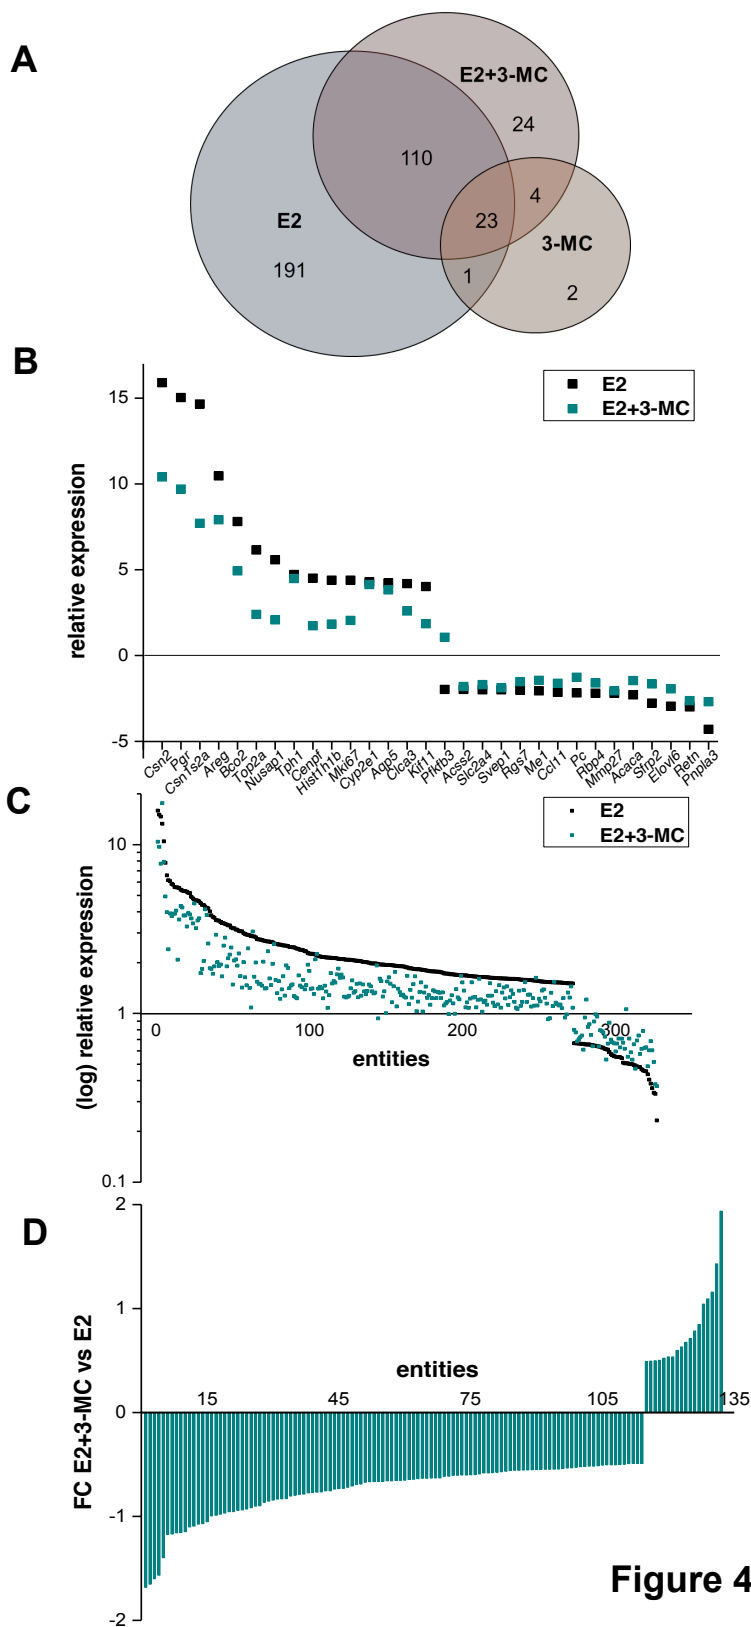 A
E2+3-MC
24
110
4
23
E2
3-MC
191
1
2
B
E2
E2+3-MC
relative expression
15
10
5
0
-5
Csn2
Pgr
Csn1s2a
Areg
Bco2
Top2a
Nusap1
Tph1
Cenpf
Hist1h1b
Mki67
Cyp2e1
Aqp5
Clca3
Kif11
Pfkfb3
Acss2
Slc2a4
Svep1
Rgs7
Me1
Ccl11
Pc
Rbp4
Mmp27
Acaca
Sfrp2
Elovl6
Retn
Pnpla3
C
E2
E2+3-MC
(log) relative expression
10
1
0.1
0
100
200
300
entities
D
FC E2+3-MC vs E2
2
1
0
-1
-2
entities
15
45
75
105
135
Figure 4